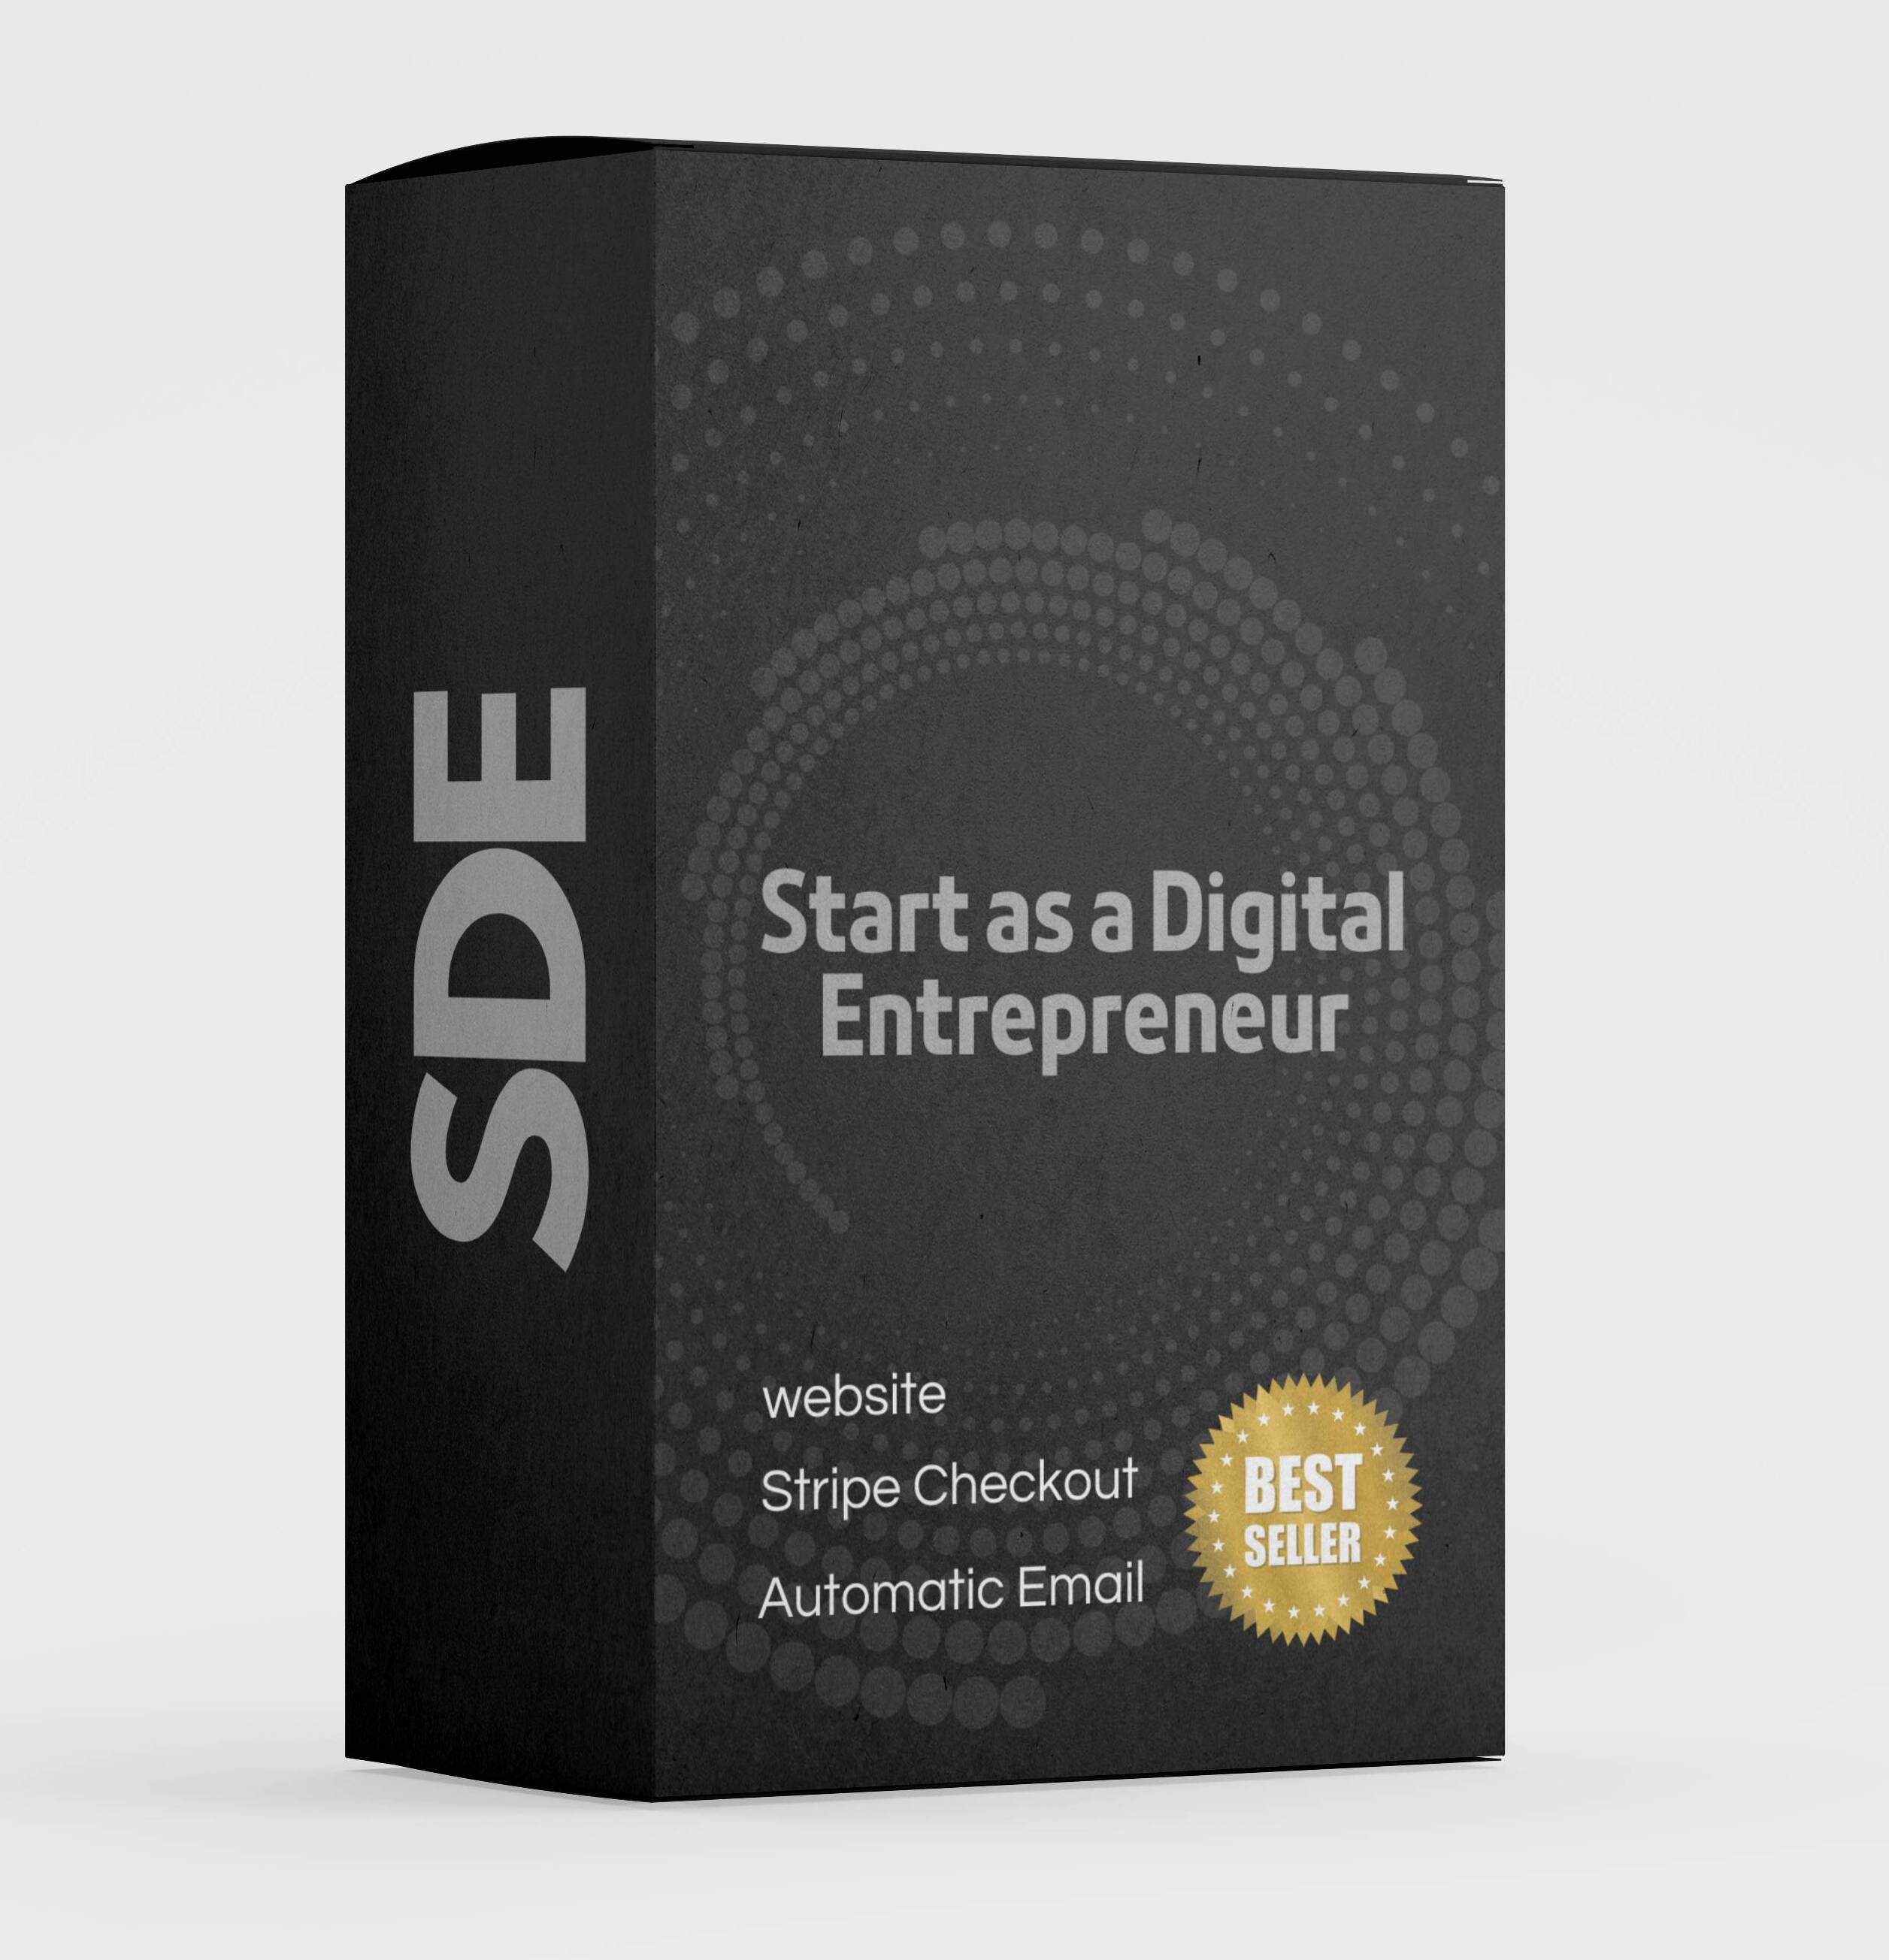 SDE
Start as a Digital
Entrepreneur
website
Stripe Checkout
Automatic Email
BEST
SELLER